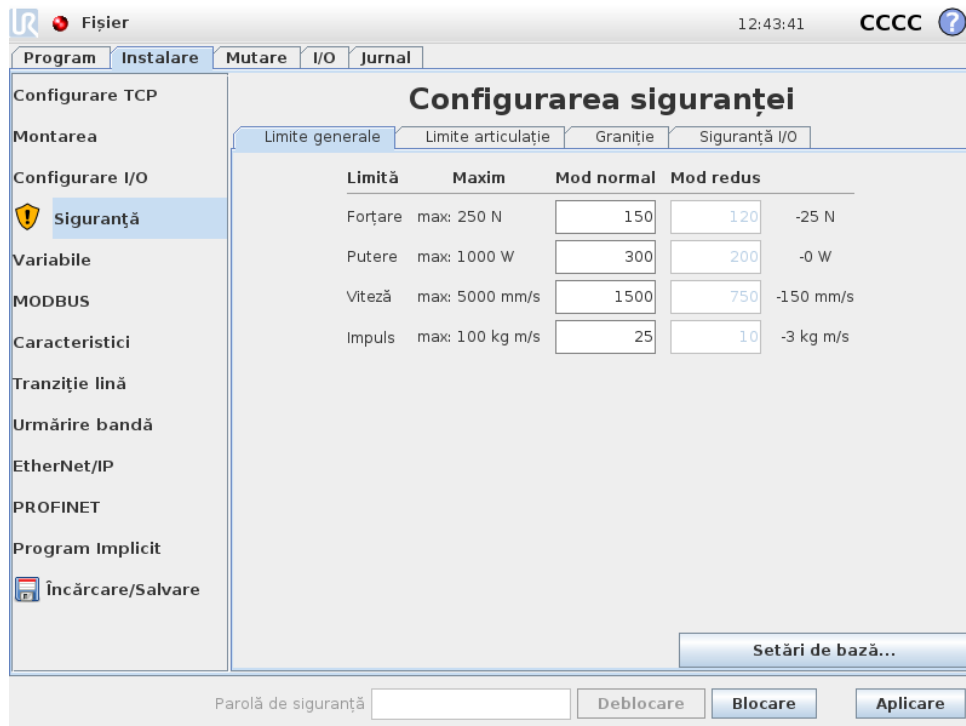 UR Fișier 12:43:41 CCCC ?
Program Instalare Mutare I/O Jurnal
Configurare TCP
Montarea
Configurare I/O
Siguranță
Variabile
MODBUS
Caracteristici
Tranziție lină
Urmărire bandă
EtherNet/IP
PROFINET
Program Implicit
Încărcare/Salvare
Configurarea siguranței
Limite generale Limite articulație Graniție Siguranță I/O
Limită Maxim Mod normal Mod redus
Forțare max: 250 N 150 120 -25 N
Putere max: 1000 W 300 200 -0 W
Viteză max: 5000 mm/s 1500 750 -150 mm/s
Impuls max: 100 kg m/s 25 10 -3 kg m/s
Setări de bază...
Parolă de siguranță Deblocare Blocare Aplicare